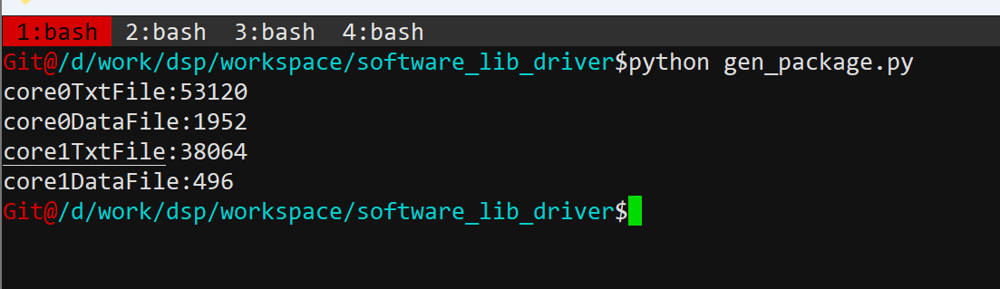 1:bash 2:bash 3:bash 4:bash
Git@/d/work/dsp/workspace/software_lib_driver$python gen_package.py
core0TxtFile:53120
core0DataFile:1952
core1TxtFile:38064
core1DataFile:496
Git@/d/work/dsp/workspace/software_lib_driver$